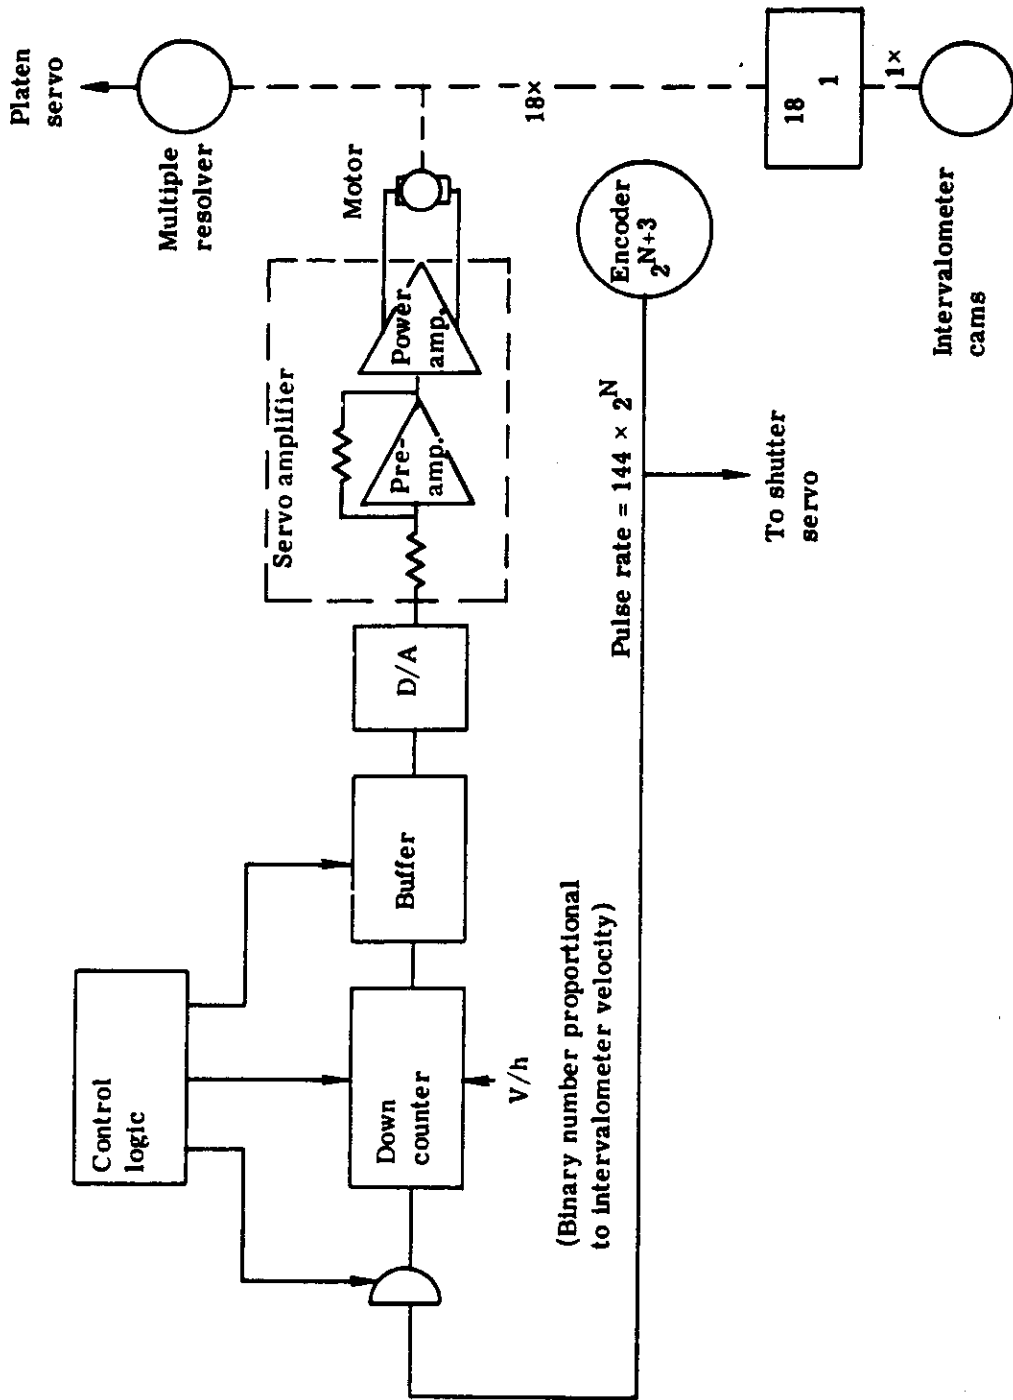 Control
logic
Down
counter
V/h
Buffer
D/A
Servo amplifier
Pre-
amp.
Power
amp.
Motor
Multiple
resolver
Platen
servo
18×
18
1
1×
Intervalometer
cams
Encoder
2^N+3
Pulse rate = 144 × 2^N
To shutter
servo
(Binary number proportional
to intervalometer velocity)